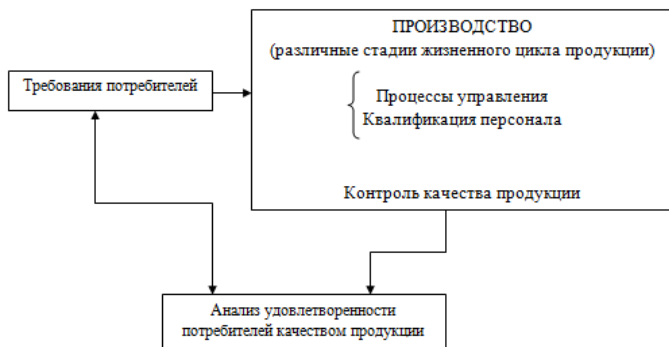 ПРОИЗВОДСТВО
(различные стадии жизненного цикла продукции)
Требования потребителей
Процессы управления
Квалификация персонала
Контроль качества продукции
Анализ удовлетворенности
потребителей качеством продукции